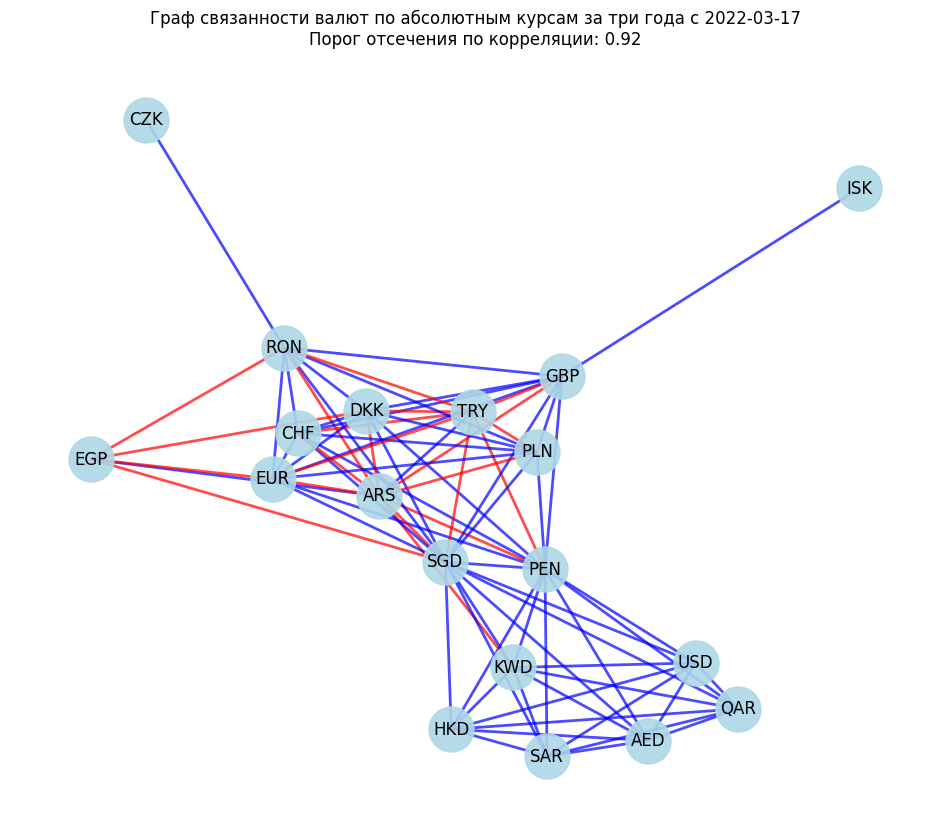 Граф связанности валют по абсолютным курсам за три года с 2022-03-17
Порог отсечения по корреляции: 0.92
CZK
ISK
RON
GBP
DKK
TRY
CHF
PLN
EGP
EUR
ARS
SGD
PEN
KWD
USD
QAR
HKD
AED
SAR